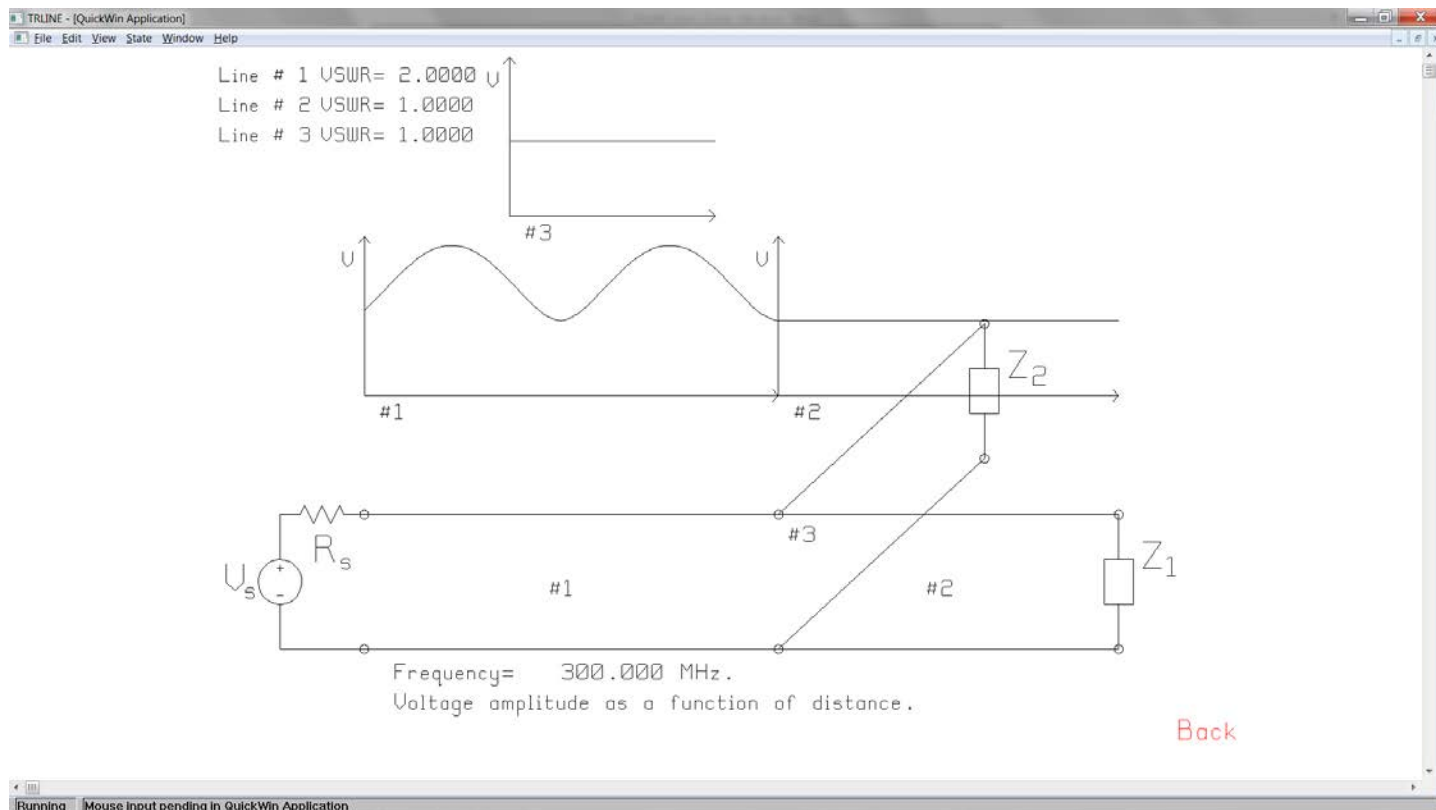 TRLINE - [QuickWin Application]
File Edit View State Window Help
Line # 1 VSWR= 2.0000
Line # 2 VSWR= 1.0000
Line # 3 VSWR= 1.0000
V
#3
V
V
#1
#2
Z2
#3
Rs
Vs
+
-
#1
#2
Z1
Frequency= 300.000 MHz.
Voltage amplitude as a function of distance.
Back
Running Mouse input pending in QuickWin Application